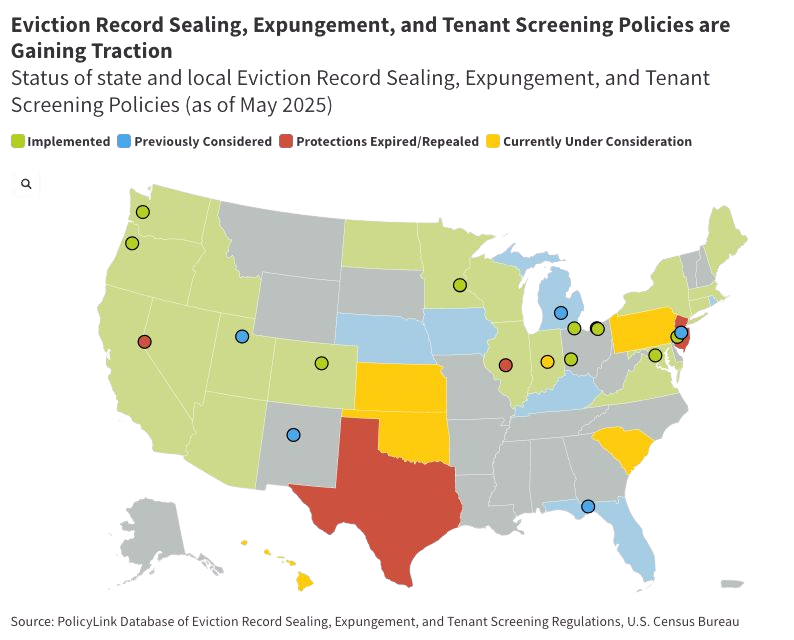 Eviction Record Sealing, Expungement, and Tenant Screening Policies are
Gaining Traction
Status of state and local Eviction Record Sealing, Expungement, and Tenant
Screening Policies (as of May 2025)
Implemented Previously Considered Protections Expired/Repealed Currently Under Consideration
Source: PolicyLink Database of Eviction Record Sealing, Expungement, and Tenant Screening Regulations, U.S. Census Bureau